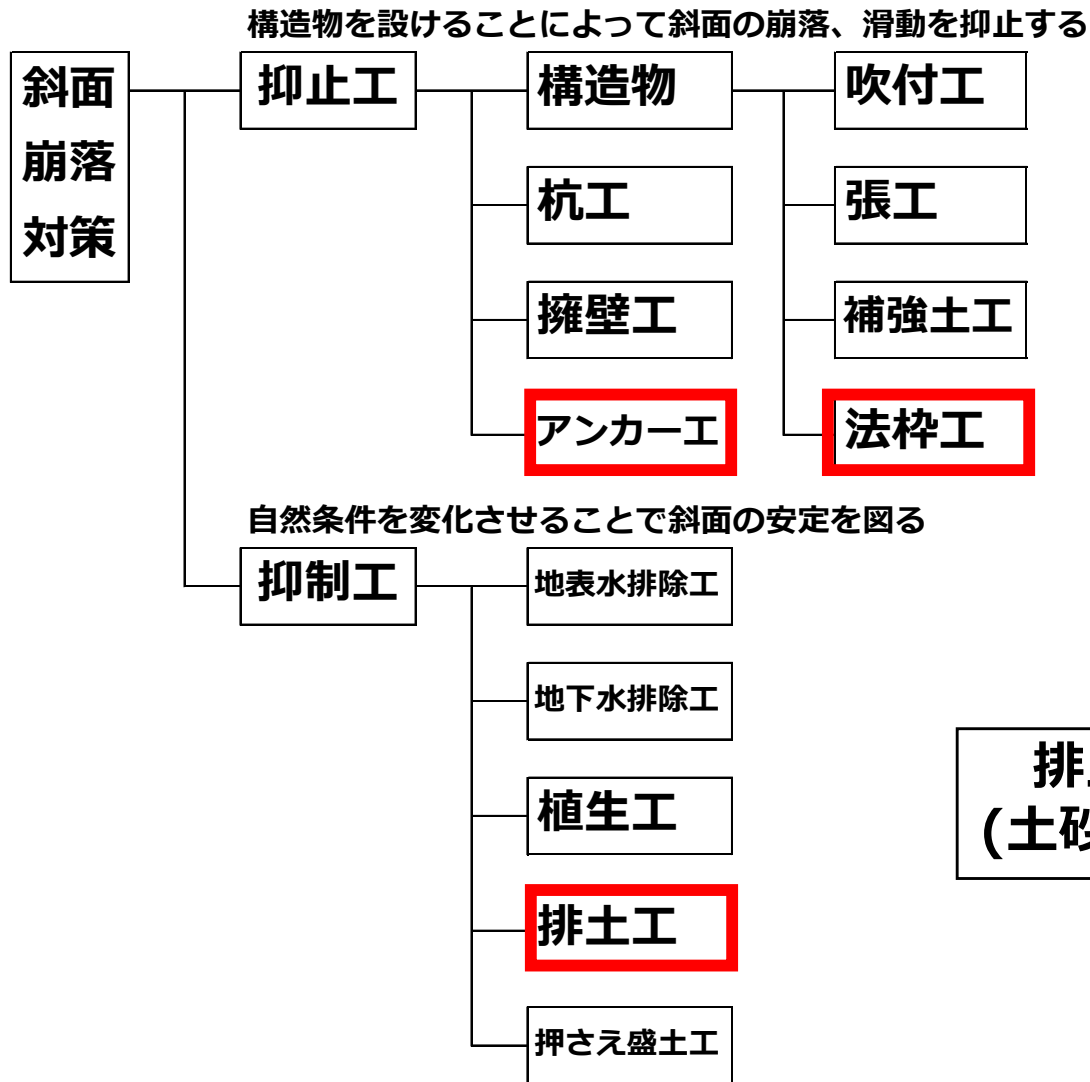 構造物を設けることによって斜面の崩落、滑動を抑止する
斜面
崩落
対策
抑止工
構造物
吹付工
杭工
張工
擁壁工
補強土工
アンカー工
法枠工
自然条件を変化させることで斜面の安定を図る
抑制工
地表水排除工
地下水排除工
植生工
排土工
押さえ盛土工
排
(土砂